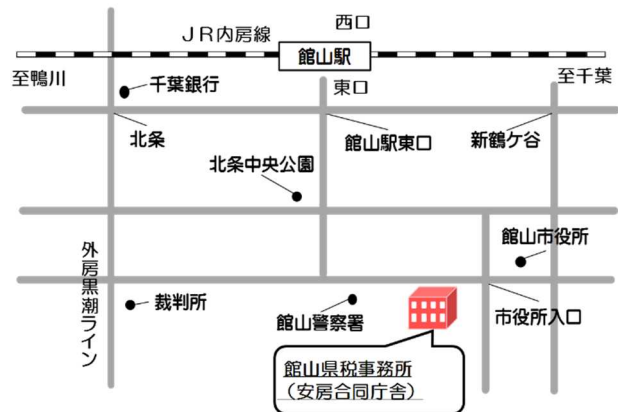 西口
JR内房線
館山駅
至鴨川
至千葉
千葉銀行
東口
北条
館山駅東口
新鶴ケ谷
北条中央公園
館山市役所
外房黒潮ライン
裁判所
館山警察署
市役所入口
館山県税事務所
（安房合同庁舎）